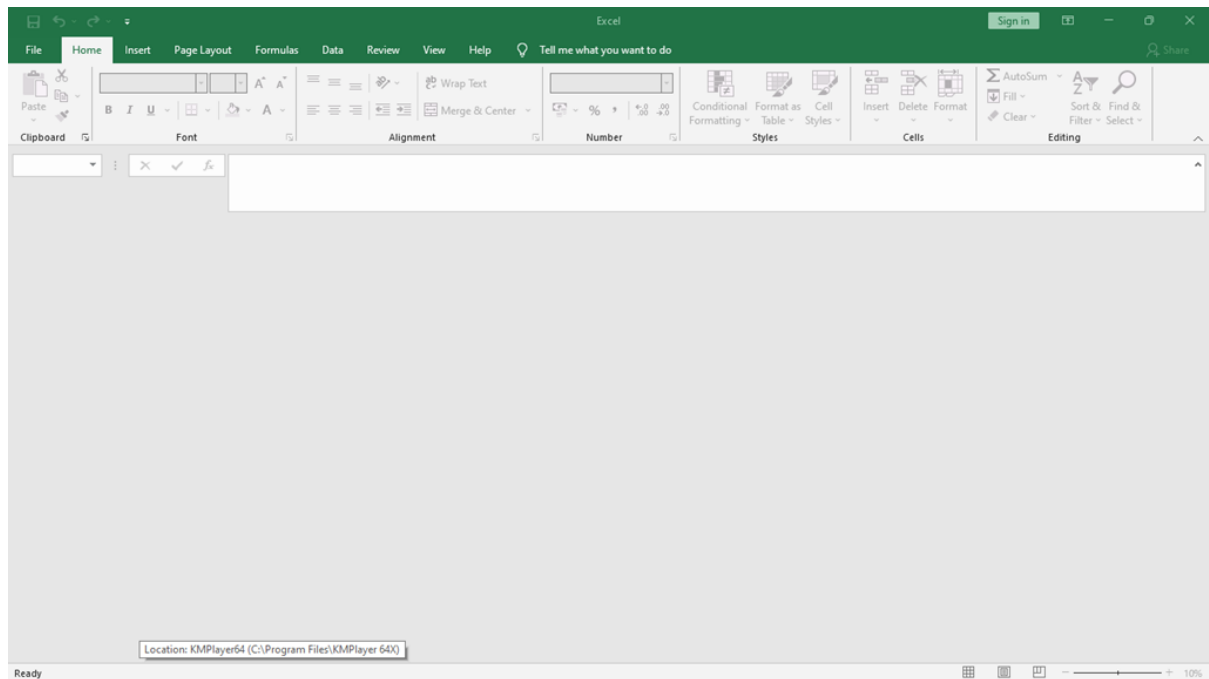 Excel
Sign in
File Home Insert Page Layout Formulas Data Review View Help Tell me what you want to do Share
Paste
B I U A A A
Wrap Text
Merge & Center
% 
Conditional Formatting
Format as Table
Cell Styles
Insert Delete Format
AutoSum
Fill
Clear
Sort & Filter
Find & Select
Clipboard Font Alignment Number Styles Cells Editing
fx
Location: KMPlayer64 (C:\Program Files\KMPlayer 64X)
Ready
10%